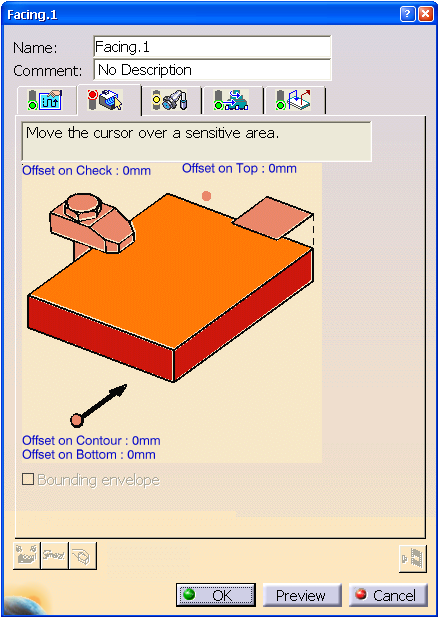 Facing.1
Name: Facing.1
Comment: No Description
Move the cursor over a sensitive area.
Offset on Check : 0mm Offset on Top : 0mm
Offset on Contour : 0mm
Offset on Bottom : 0mm
Bounding envelope
OK Preview Cancel